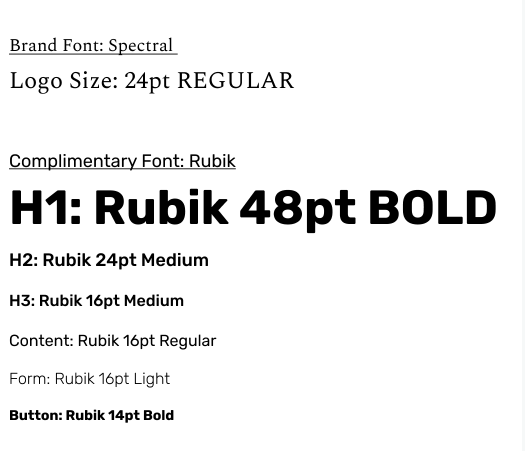 Brand Font: Spectral
Logo Size: 24pt REGULAR
Complimentary Font: Rubik
H1: Rubik 48pt BOLD
H2: Rubik 24pt Medium
H3: Rubik 16pt Medium
Content: Rubik 16pt Regular
Form: Rubik 16pt Light
Button: Rubik 14pt Bold